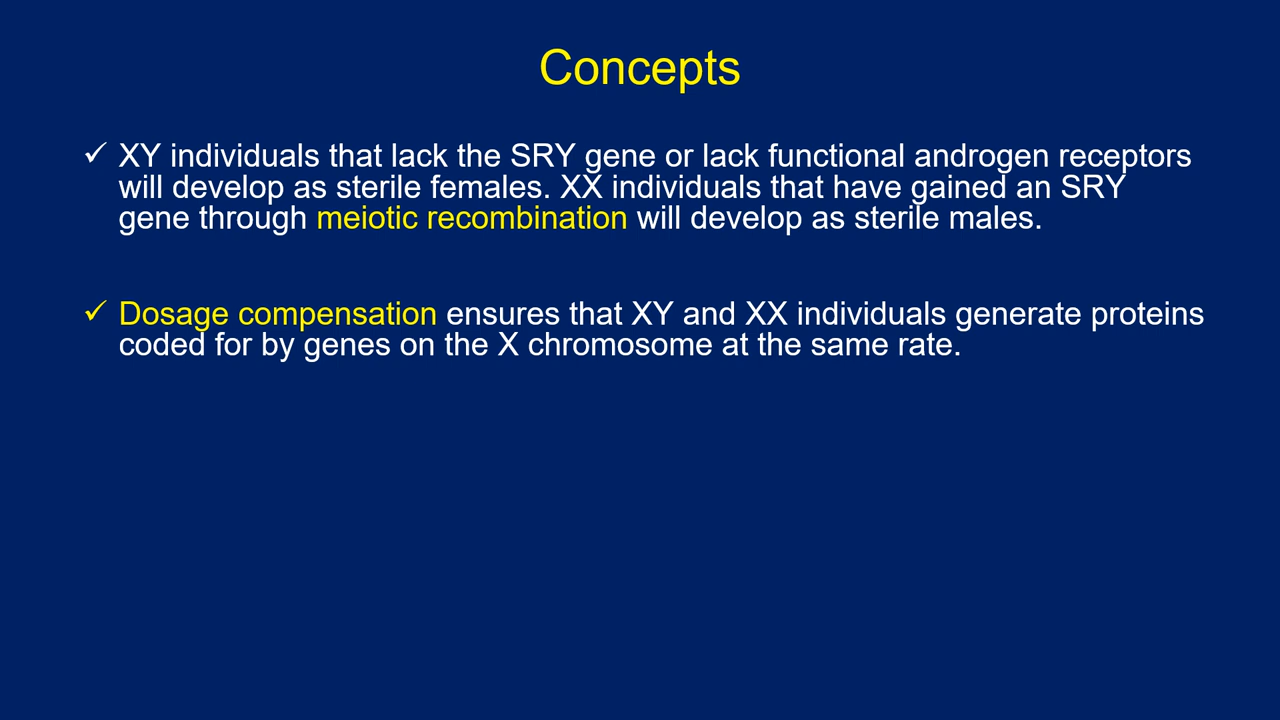 Concepts
✓ XY individuals that lack the SRY gene or lack functional androgen receptors
will develop as sterile females. XX individuals that have gained an SRY
gene through meiotic recombination will develop as sterile males.
✓ Dosage compensation ensures that XY and XX individuals generate proteins
coded for by genes on the X chromosome at the same rate.